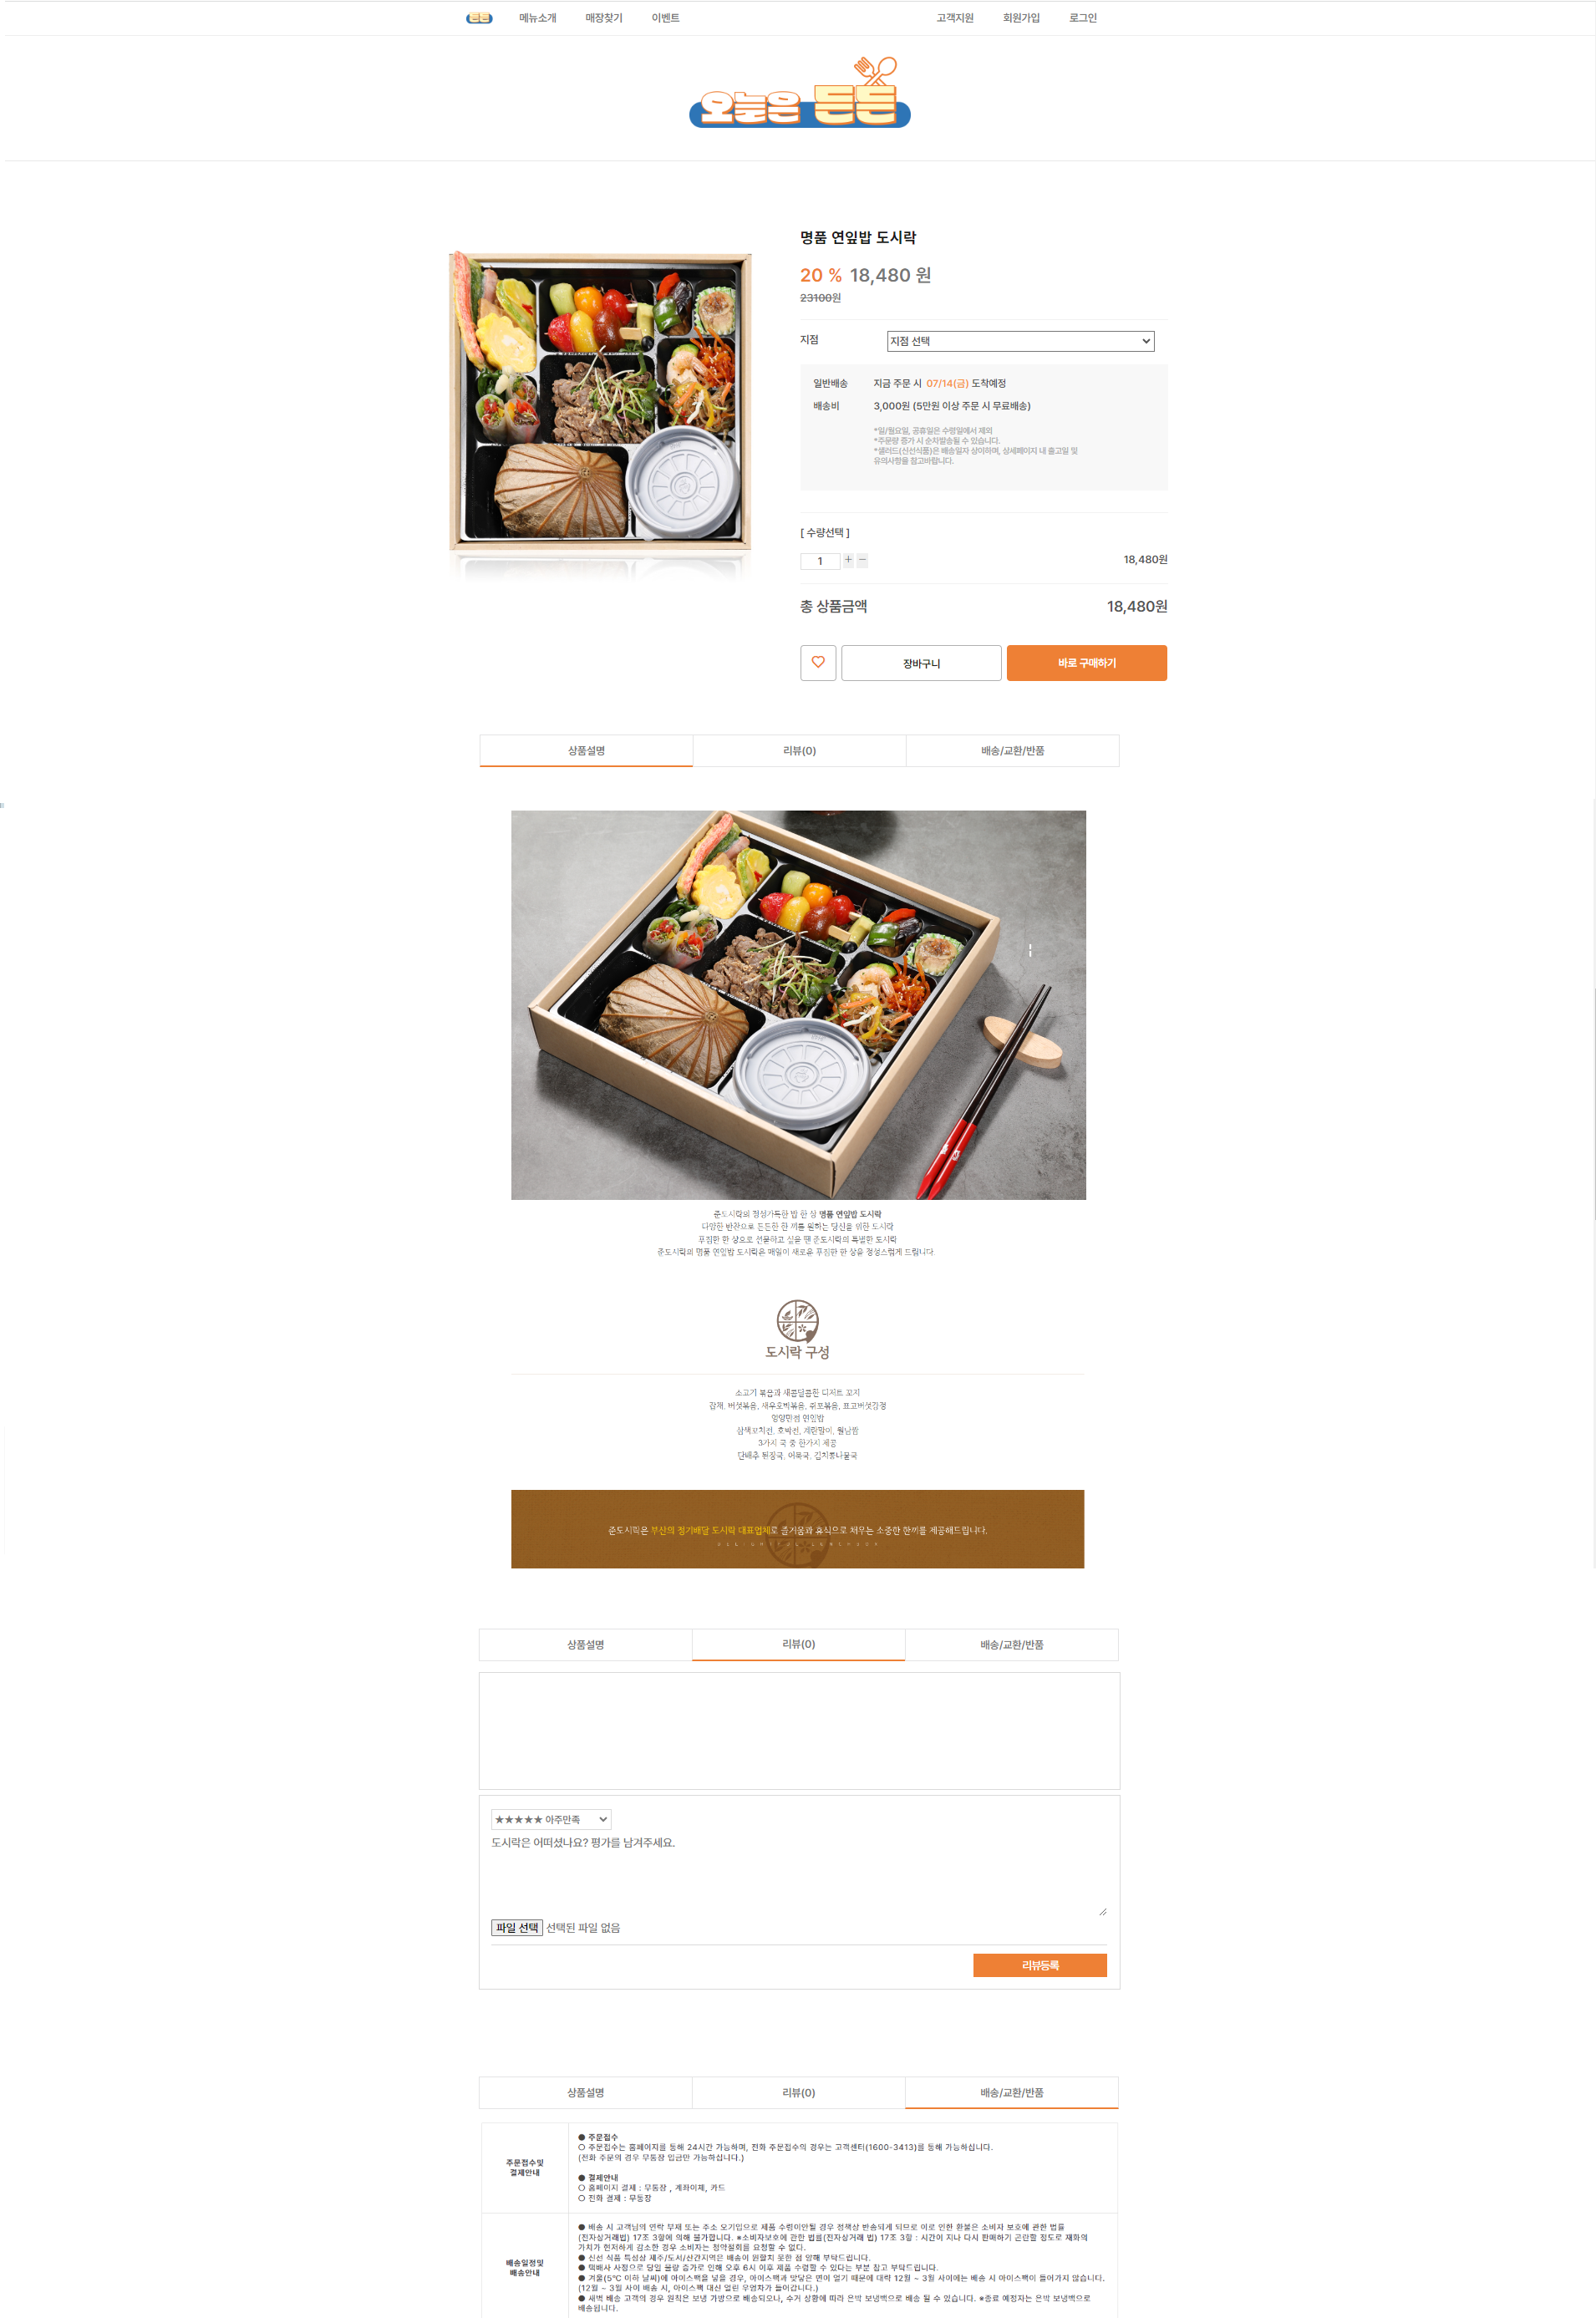 든든 메뉴소개 매장찾기 이벤트 고객지원 회원가입 로그인
오늘은 든든
명품 연잎밥 도시락
20 % 18,480 원
23100원
지점 지점 선택
일반배송 지금 주문 시 07/14(금) 도착예정
배송비 3,000원 (5만원 이상 주문 시 무료배송)
*일/월요일, 공휴일은 수령일에서 제외
*주문량 증가 시 순차발송될 수 있습니다.
*샐러드(신선식품)은 배송일자 상이하며, 상세페이지 내 출고일 및
유의사항을 참고바랍니다.
[ 수량선택 ]
1 + - 18,480원
총 상품금액 18,480원
장바구니 바로 구매하기
상품설명 리뷰(0) 배송/교환/반품
준도시락의 정성가득한 밥 한 상 명품 연잎밥 도시락
다양한 반찬으로 든든한 한 끼를 원하는 당신을 위한 도시락
푸짐한 한 상으로 선물하고 싶을 땐 준도시락의 특별한 도시락
준도시락의 명품 연잎밥 도시락은 매일이 새로운 푸짐한 한 상을 정성스럽게 드립니다
도시락 구성
소고기 볶음과 새콤달콤한 디저트 꼬치
잡채, 버섯볶음, 새우호박볶음, 쥐포볶음, 표고버섯강정
영양만점 연잎밥
삼색꼬치전, 호박전, 계란말이, 월남쌈
3가지 국 중 한가지 제공
단배추 된장국, 어묵국, 김치콩나물국
준도시락은 부산의 정기배달 도시락 대표업체로 즐거움과 휴식으로 채우는 소중한 한끼를 제공해드립니다.
상품설명 리뷰(0) 배송/교환/반품
★★★★★ 아주만족
도시락은 어떠셨나요? 평가를 남겨주세요.
파일 선택 선택된 파일 없음
리뷰등록
상품설명 리뷰(0) 배송/교환/반품
주문접수및
결제안내
● 주문접수
○ 주문접수는 홈페이지를 통해 24시간 가능하며, 전화 주문접수의 경우는 고객센터(1600-3413)를 통해 가능하십니다.
(전화 주문의 경우 무통장 입금만 가능하십니다.)
● 결제안내
○ 홈페이지 결제 : 무통장 , 계좌이체, 카드
○ 전화 결제 : 무통장
배송일정및
배송안내
● 배송 시 고객님의 연락 부재 또는 주소 오기입으로 제품 수령이안될 경우 정책상 반송되게 되므로 이로 인한 환불은 소비자 보호에 관한 법률
(전자상거래법) 17조 3항에 의해 불가합니다. ※소비자보호에 관한 법률(전자상거래 법) 17조 3항 : 시간이 지나 다시 판매하기 곤란할 정도로 재화의
가치가 현저하게 감소한 경우 소비자는 청약철회를 요청할 수 없다.
● 신선 식품 특성상 제주/도서/산간지역은 배송이 원할치 못한 점 양해 부탁드립니다.
● 택배사 사정으로 당일 물량 증가로 인해 오후 6시 이후 제품 수령할 수 있다는 부분 참고 부탁드립니다.
● 겨울(5℃ 이하 날씨)에 아이스팩을 넣을 경우, 아이스팩과 맞닿은 면이 얼기 때문에 대략 12월 ~ 3월 사이에는 배송 시 아이스팩이 들어가지 않습니다.
(12월 ~ 3월 사이 배송 시, 아이스팩 대신 얼린 우엉차가 들어갑니다.)
● 새벽 배송 고객의 경우 원칙은 보냉 가방으로 배송되오나, 수거 상황에 따라 은박 보냉백으로 배송 될 수 있습니다. ※종료 예정자는 은박 보냉백으로
배송됩니다.